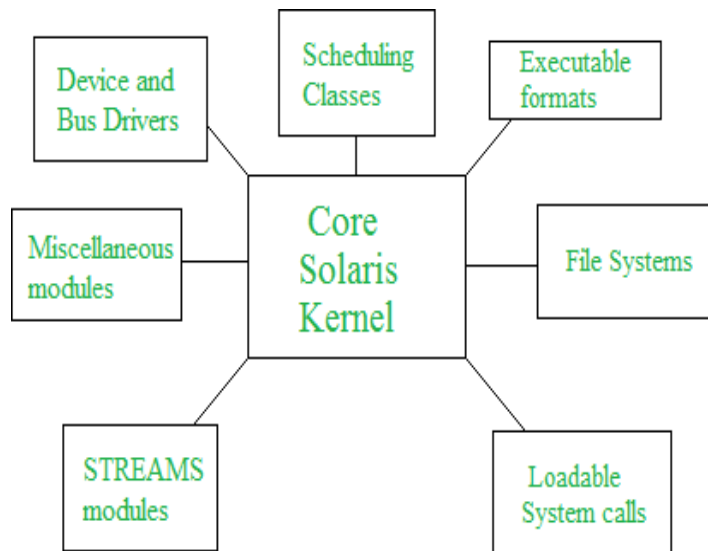 Scheduling
Classes
Executable
formats
Device and
Bus Drivers
Core
Solaris
Kernel
Miscellaneous
modules
File Systems
STREAMS
modules
Loadable
System calls